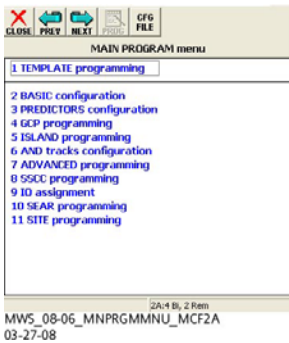 CLOSE PREV NEXT PROG CFG FILE
MAIN PROGRAM menu
1 TEMPLATE programming
2 BASIC configuration
3 PREDICTORS configuration
4 GCP programming
5 ISLAND programming
6 AND tracks configuration
7 ADVANCED programming
8 SSCC programming
9 IO assignment
10 SEAR programming
11 SITE programming
2A:4 Bi, 2 Rem
MWS_08-06_MNPRGMMNU_MCF2A
03-27-08